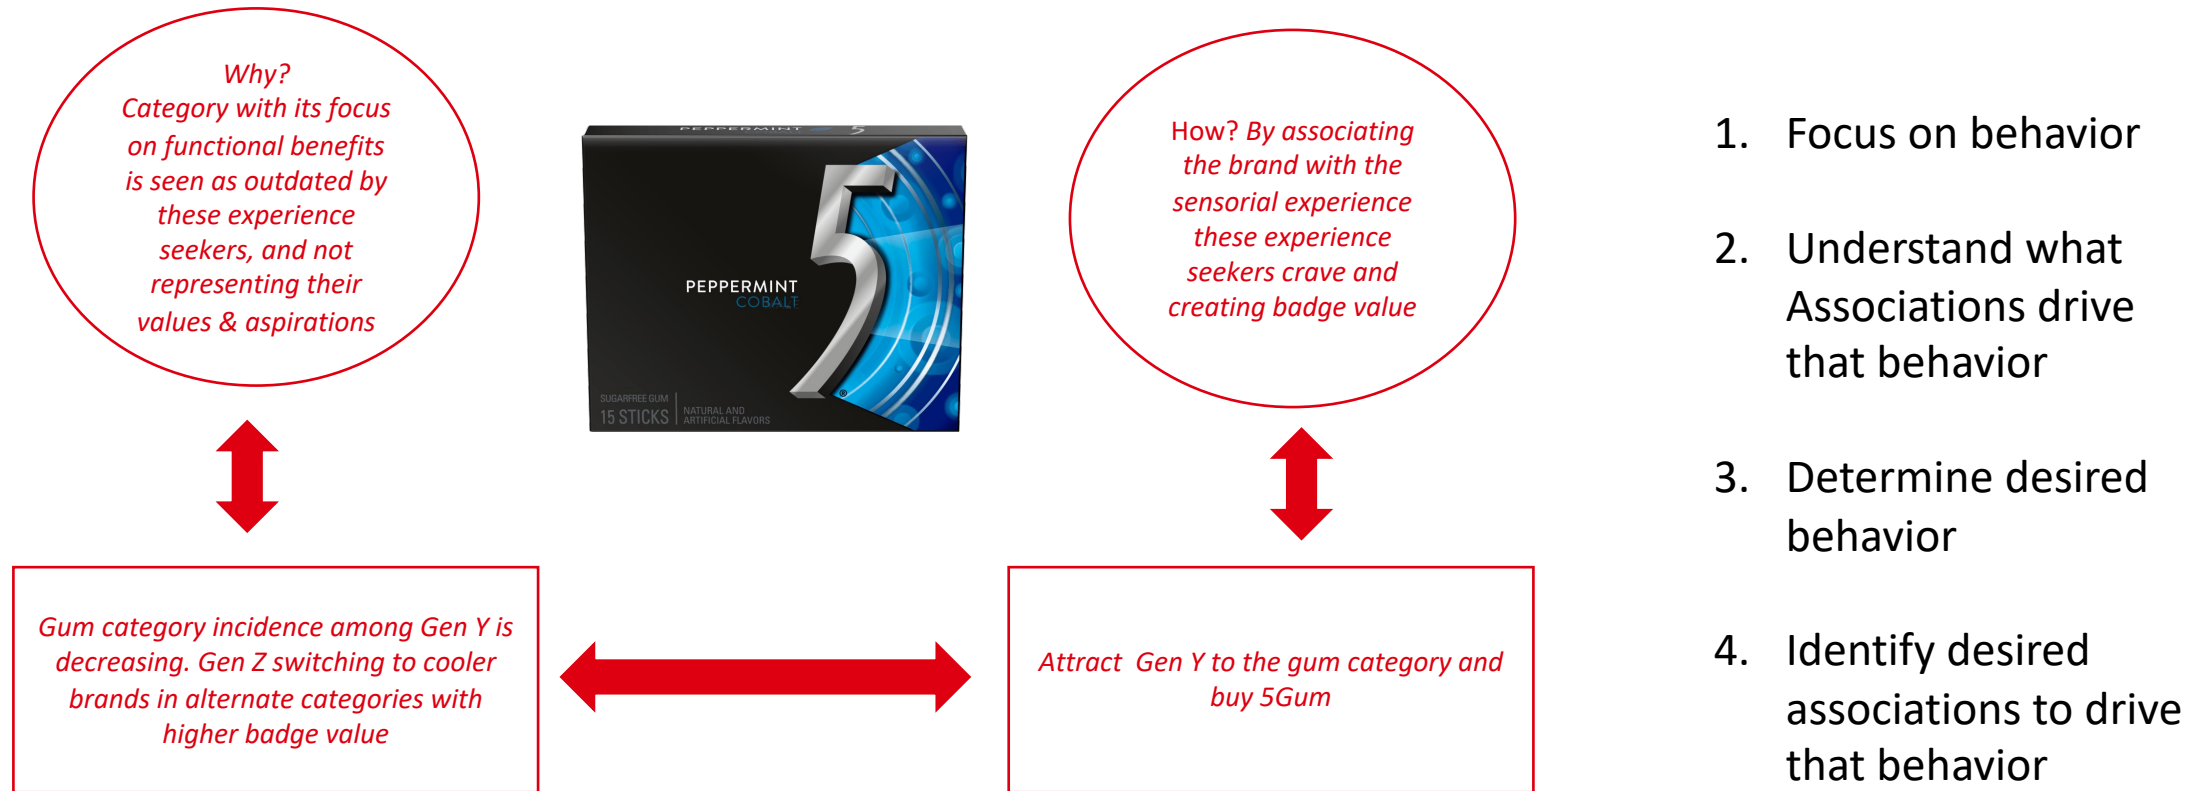 Why?
Category with its focus
on functional benefits
is seen as outdated by
these experience
seekers, and not
representing their
values & aspirations
PEPPERMINT 5
5
PEPPERMINT
COBALT
SUGARFREE GUM
15 STICKS
NATURAL AND
ARTIFICIAL FLAVORS
®
How? By associating
the brand with the
sensorial experience
these experience
seekers crave and
creating badge value
Gum category incidence among Gen Y is
decreasing. Gen Z switching to cooler
brands in alternate categories with
higher badge value
Attract  Gen Y to the gum category and
buy 5Gum
1. Focus on behavior
2. Understand what
Associations drive
that behavior
3. Determine desired
behavior
4. Identify desired
associations to drive
that behavior